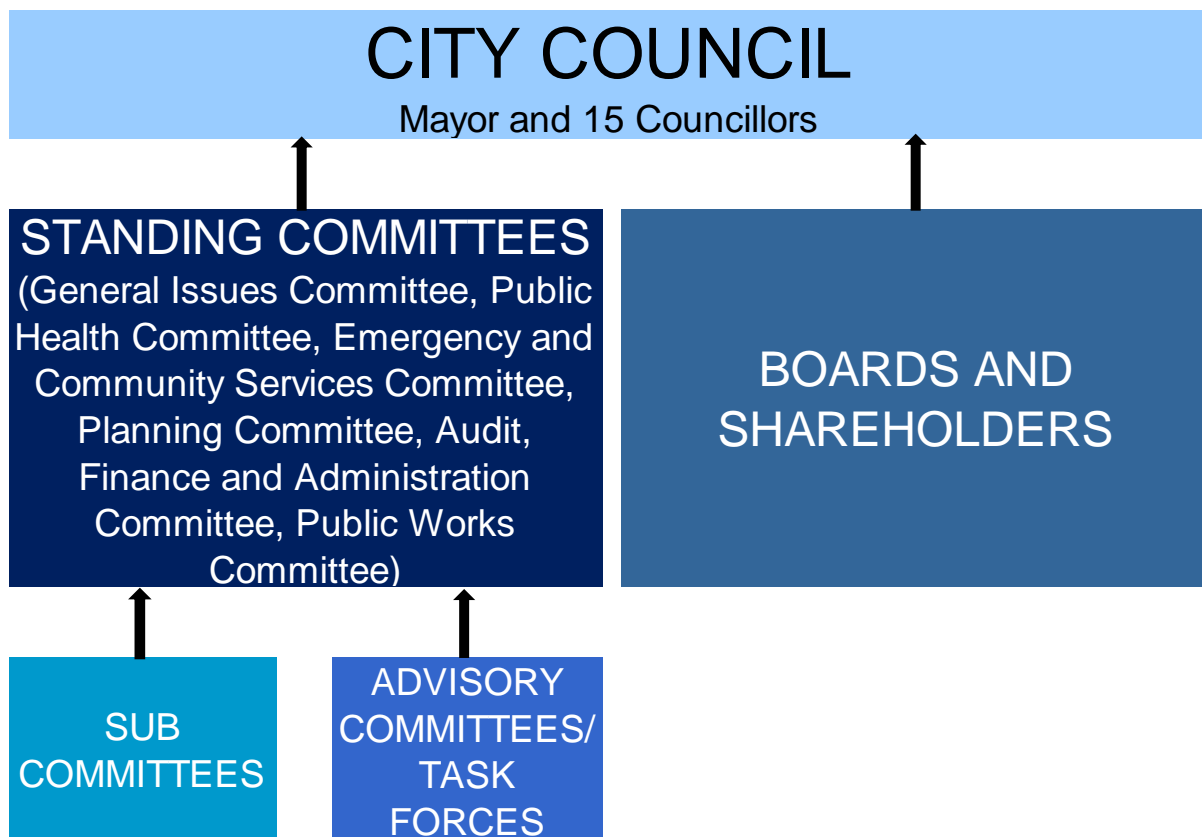 CITY COUNCIL
Mayor and 15 Councillors
STANDING COMMITTEES
(General Issues Committee, Public
Health Committee, Emergency and
Community Services Committee,
Planning Committee, Audit,
Finance and Administration
Committee, Public Works
Committee)
BOARDS AND
SHAREHOLDERS
SUB
COMMITTEES
ADVISORY
COMMITTEES/
TASK
FORCES